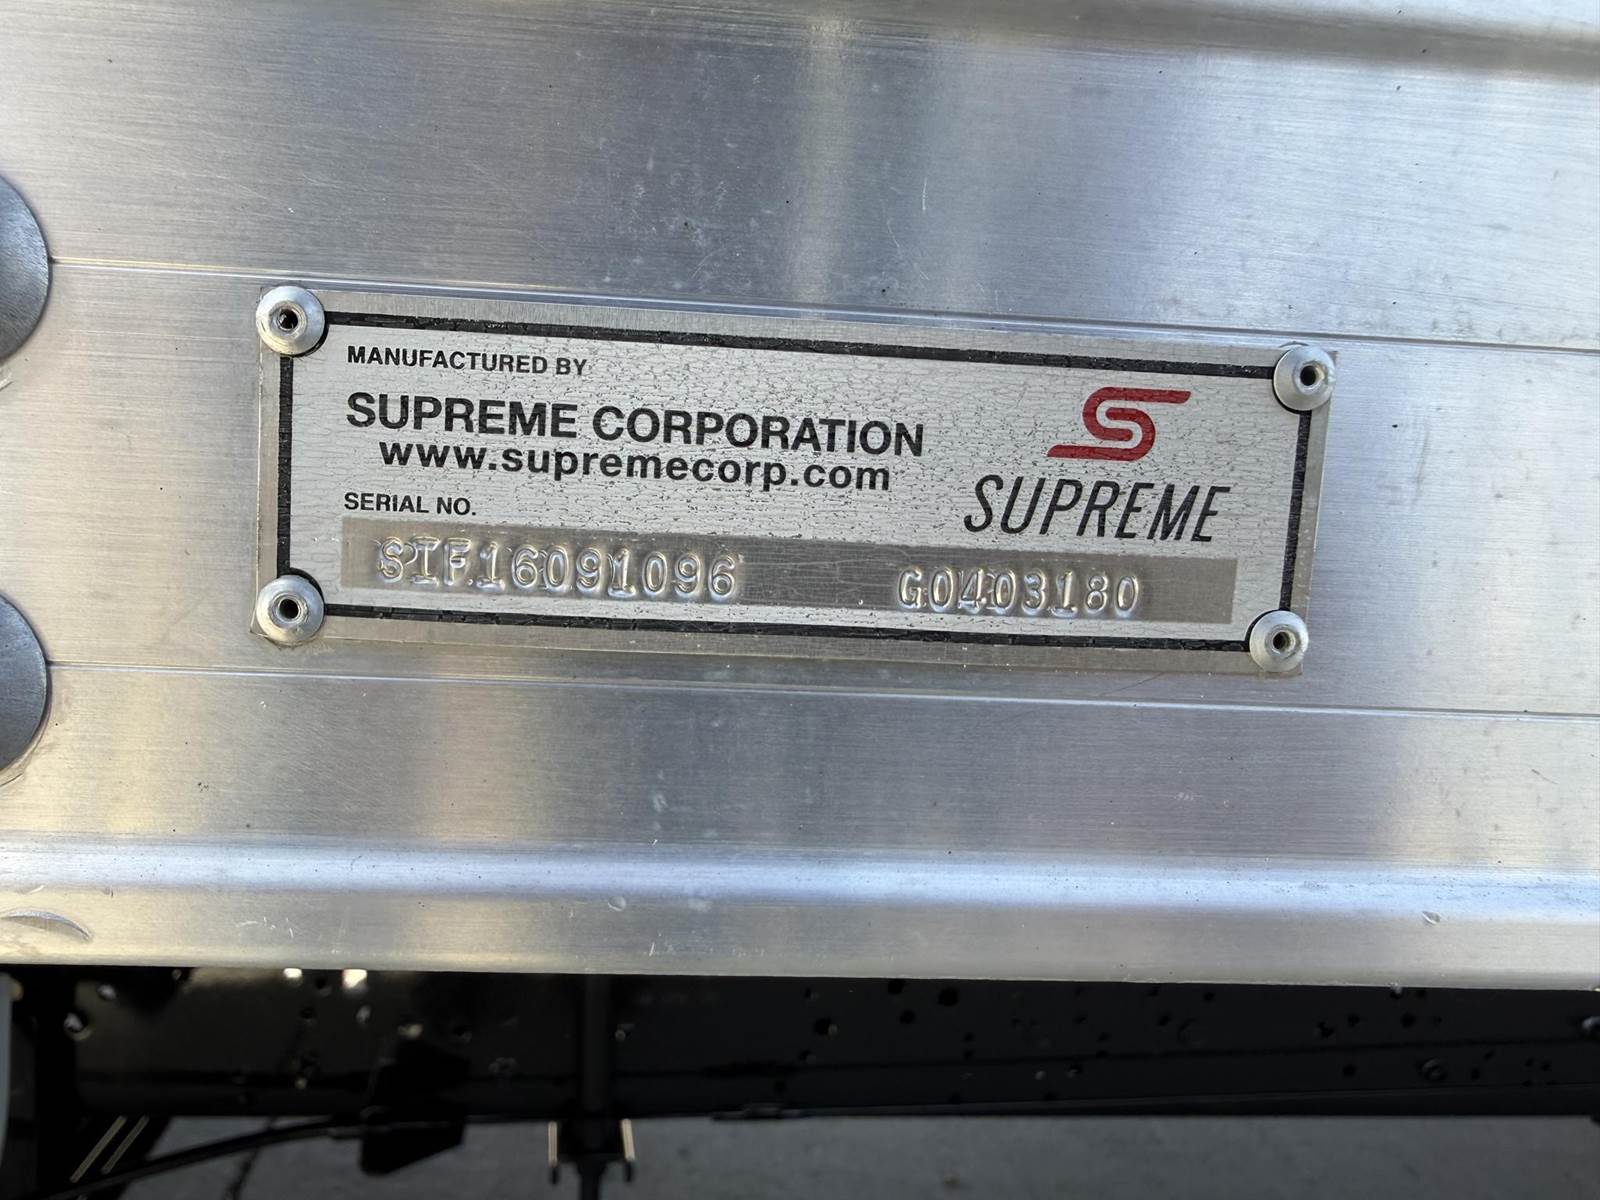 MANUFACTURED BY
SUPREME CORPORATION
www.supremecorp.com
SUPREME
SERIAL NO.
SIF16091096 G0403180